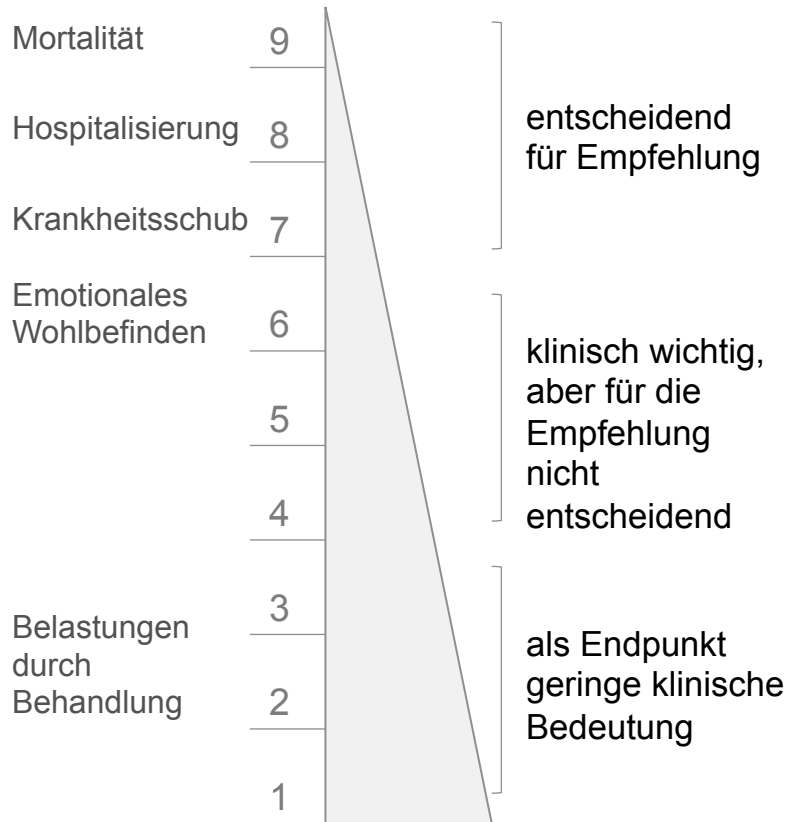 Mortalität
9
Hospitalisierung
8
Krankheitsschub
7
entscheidend
für Empfehlung
Emotionales
Wohlbefinden
6
5
4
klinisch wichtig,
aber für die
Empfehlung
nicht
entscheidend
3
Belastungen
durch
Behandlung
2
1
als Endpunkt
geringe klinische
Bedeutung